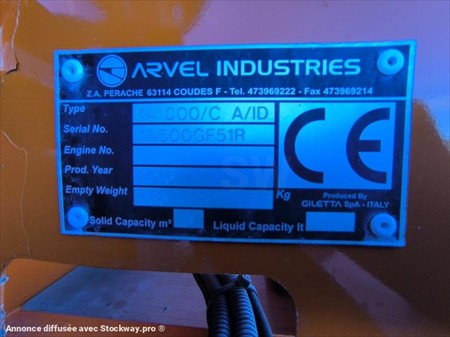 ARVEL INDUSTRIES
Z.A. PERACHE 63114 COUDES F - Tel. 473969222 - Fax 473969214
Type
Serial No.
Engine No.
Prod. Year
Empty Weight Kg
Solid Capacity m³ Liquid Capacity lt
CE
Produced By
GILETTA SpA - ITALY
Annonce diffusée avec Stockway.pro ®